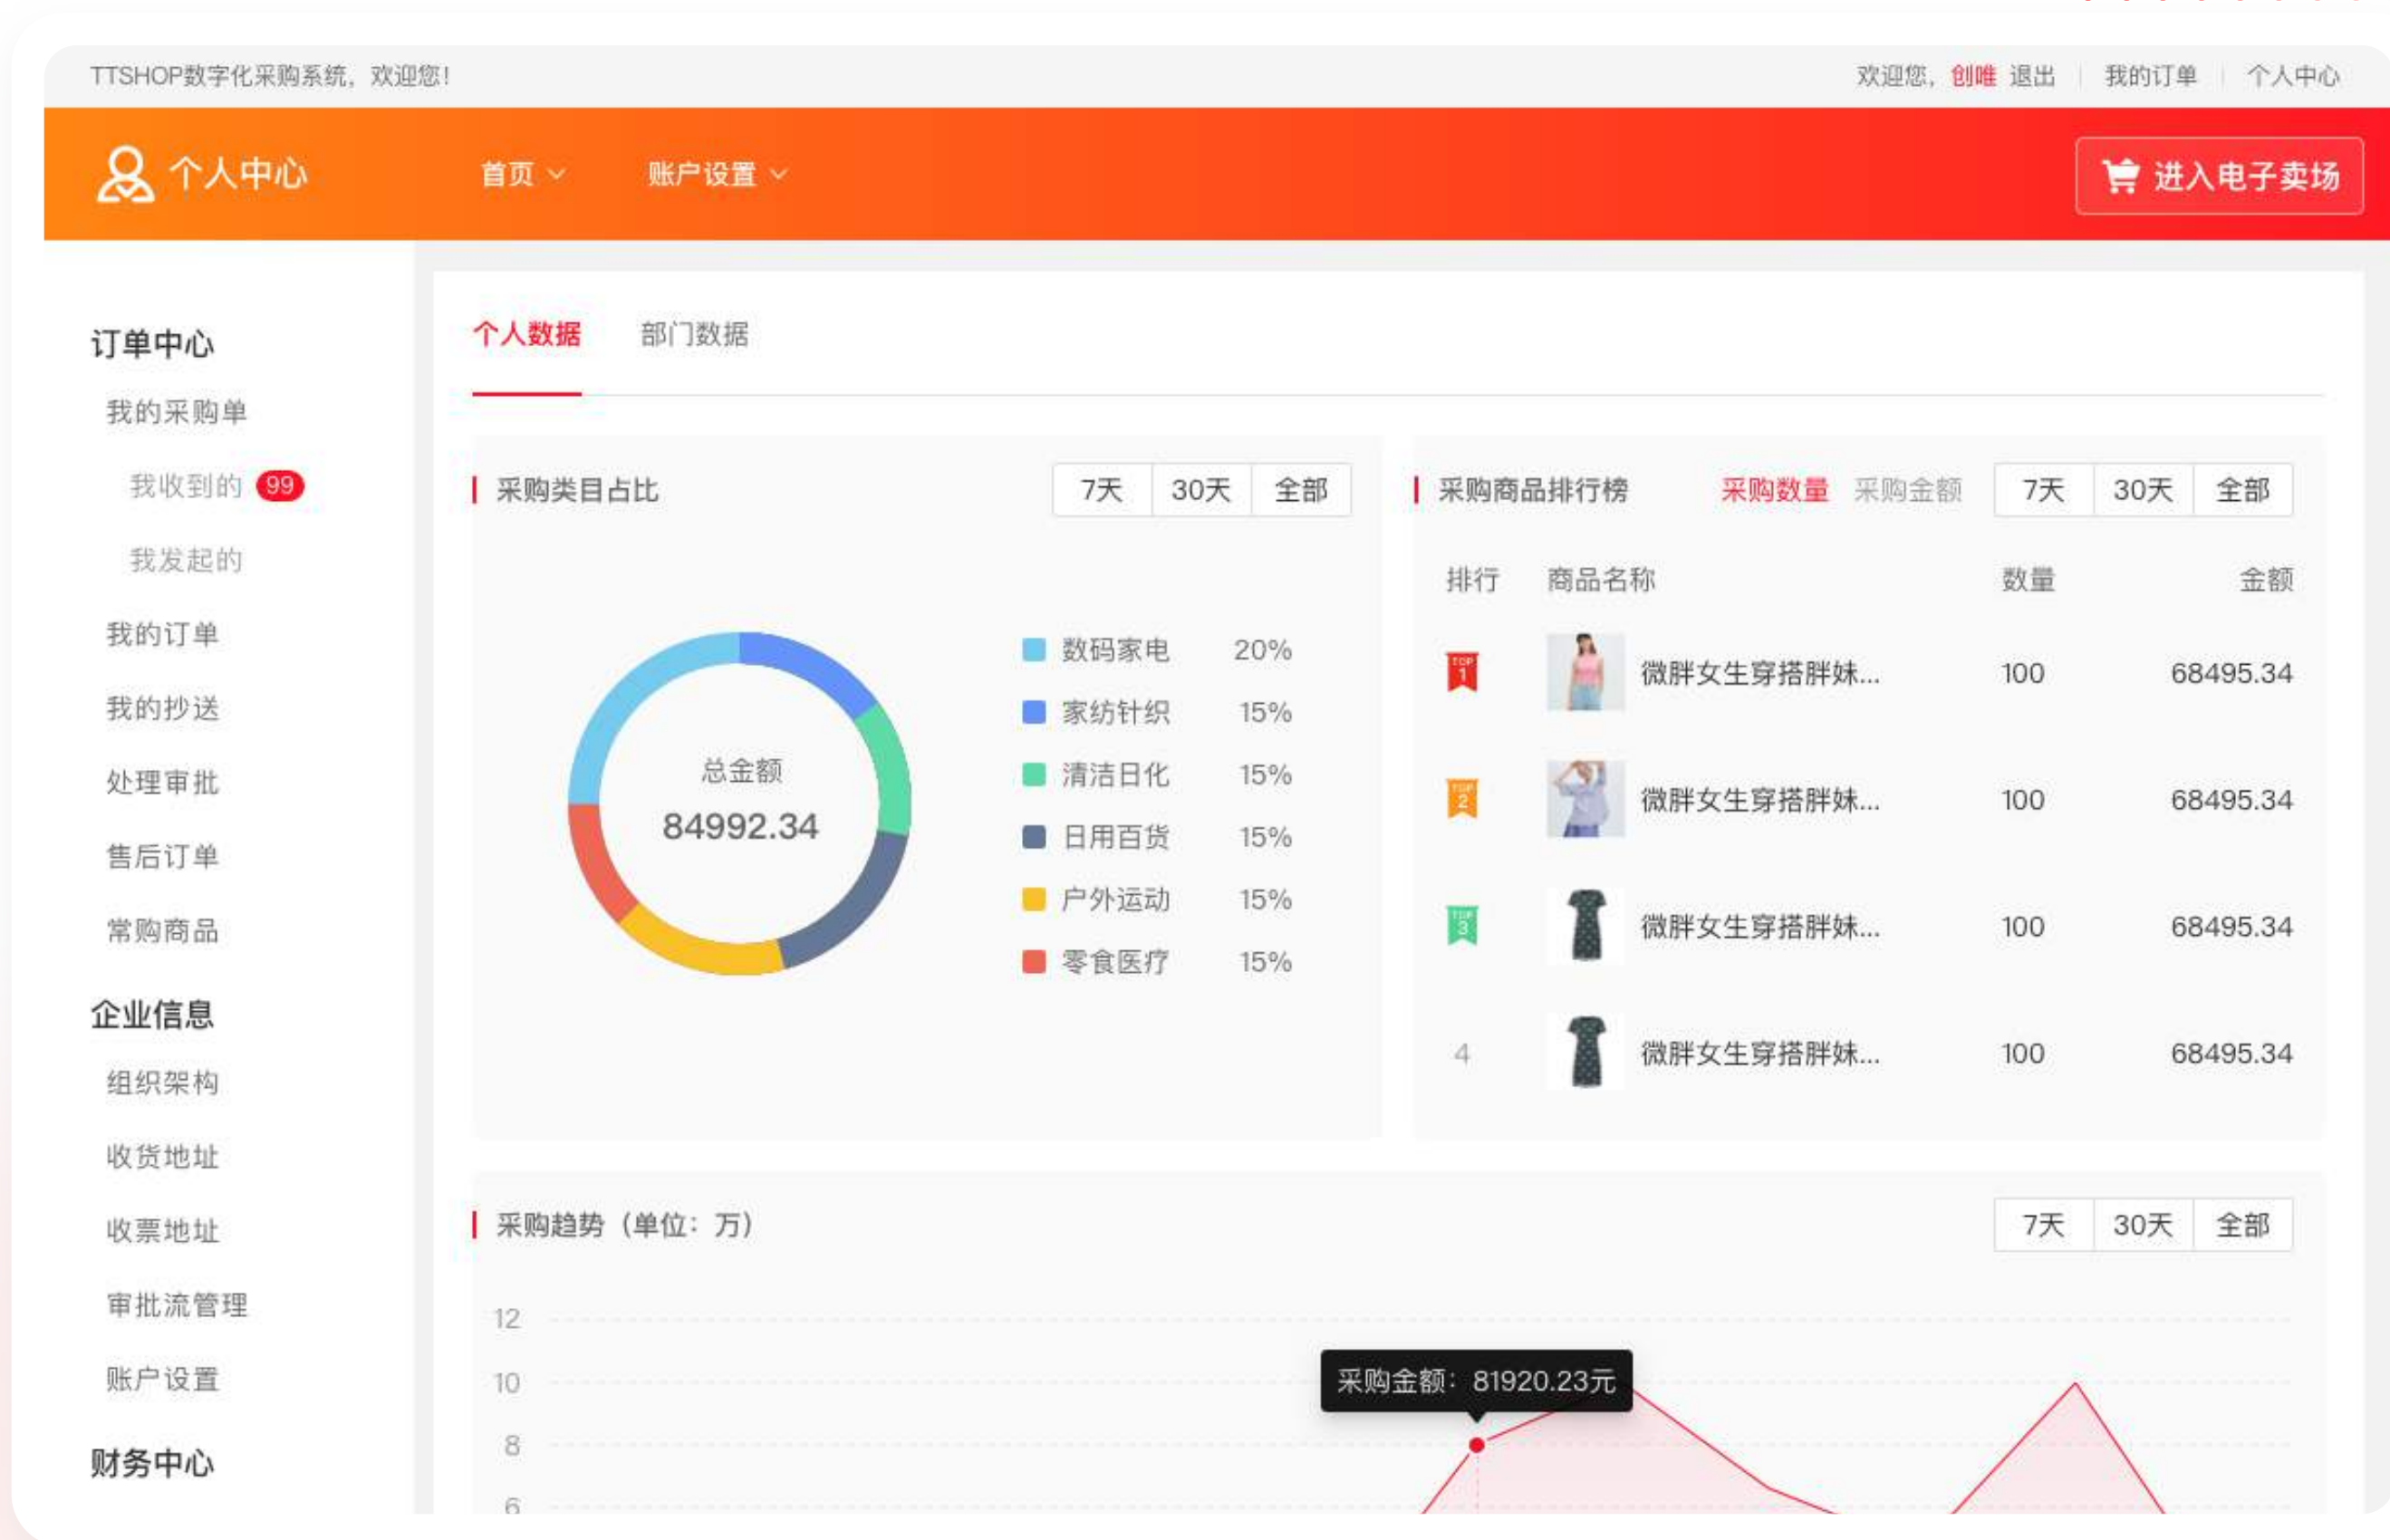 TTSHOP数字化采购系统，欢迎您！
欢迎您，创唯 退出 我的订单 个人中心
个人中心 首页 账户设置 进入电子卖场
订单中心
我的采购单
我收到的 99
我发起的
我的订单
我的抄送
处理审批
售后订单
常购商品
企业信息
组织架构
收货地址
收票地址
审批流管理
账户设置
财务中心
个人数据 部门数据
采购类目占比 7天 30天 全部
总金额
84992.34
数码家电 20%
家纺针织 15%
清洁日化 15%
日用百货 15%
户外运动 15%
零食医疗 15%
采购商品排行榜 采购数量 采购金额 7天 30天 全部
排行 商品名称 数量 金额
TOP 1 微胖女生穿搭胖妹... 100 68495.34
TOP 2 微胖女生穿搭胖妹... 100 68495.34
TOP 3 微胖女生穿搭胖妹... 100 68495.34
4 微胖女生穿搭胖妹... 100 68495.34
采购趋势（单位：万） 7天 30天 全部
12
10
8
6
采购金额：81920.23元